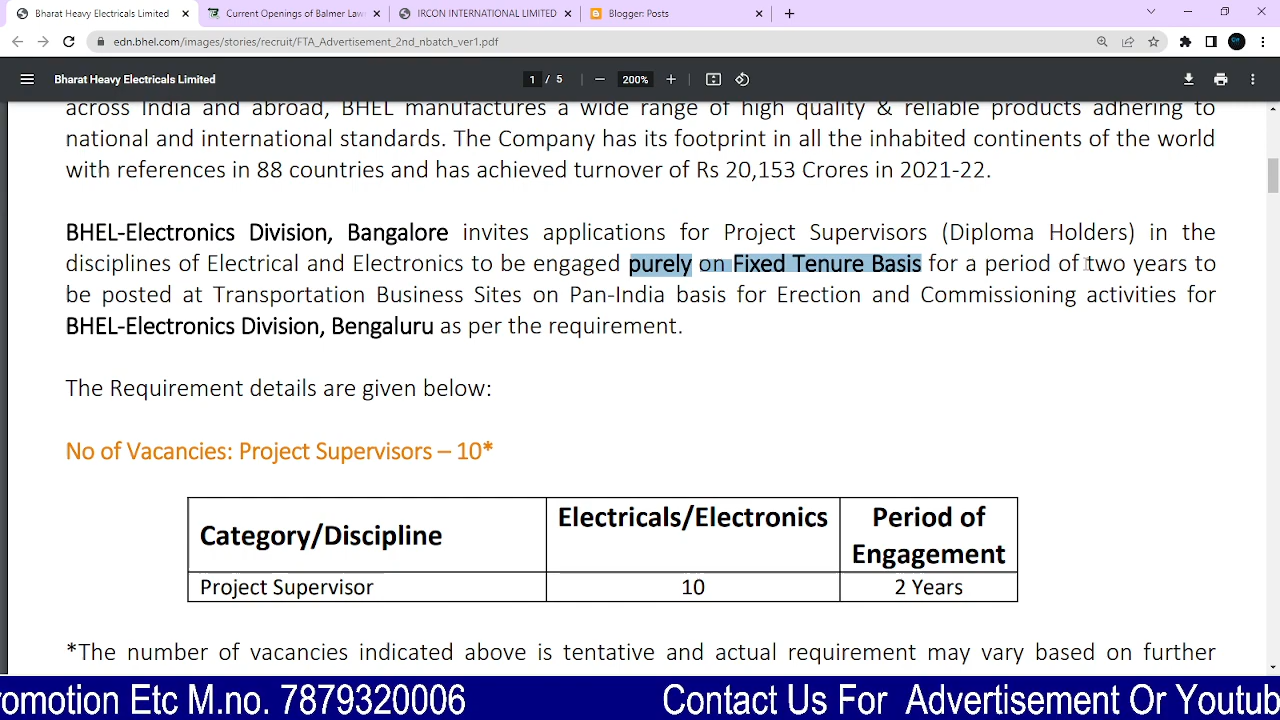 Bharat Heavy Electricals Limited
Current Openings of Balmer Law
IRCON INTERNATIONAL LIMITED
Blogger: Posts
edn.bhel.com/images/stories/recruit/FTA_Advertisement_2nd_nbatch_ver1.pdf
Bharat Heavy Electricals Limited
1 / 5
200%
across India and abroad, BHEL manufactures a wide range of high quality & reliable products adhering to
national and international standards. The Company has its footprint in all the inhabited continents of the world
with references in 88 countries and has achieved turnover of Rs 20,153 Crores in 2021-22.
BHEL-Electronics Division, Bangalore invites applications for Project Supervisors (Diploma Holders) in the
disciplines of Electrical and Electronics to be engaged purely on Fixed Tenure Basis for a period of two years to
be posted at Transportation Business Sites on Pan-India basis for Erection and Commissioning activities for
BHEL-Electronics Division, Bengaluru as per the requirement.
The Requirement details are given below:
No of Vacancies: Project Supervisors – 10*
Category/Discipline
Electricals/Electronics
Period of
Engagement
Project Supervisor
10
2 Years
*The number of vacancies indicated above is tentative and actual requirement may vary based on further
romotion Etc M.no. 7879320006
Contact Us For Advertisement Or Youtub